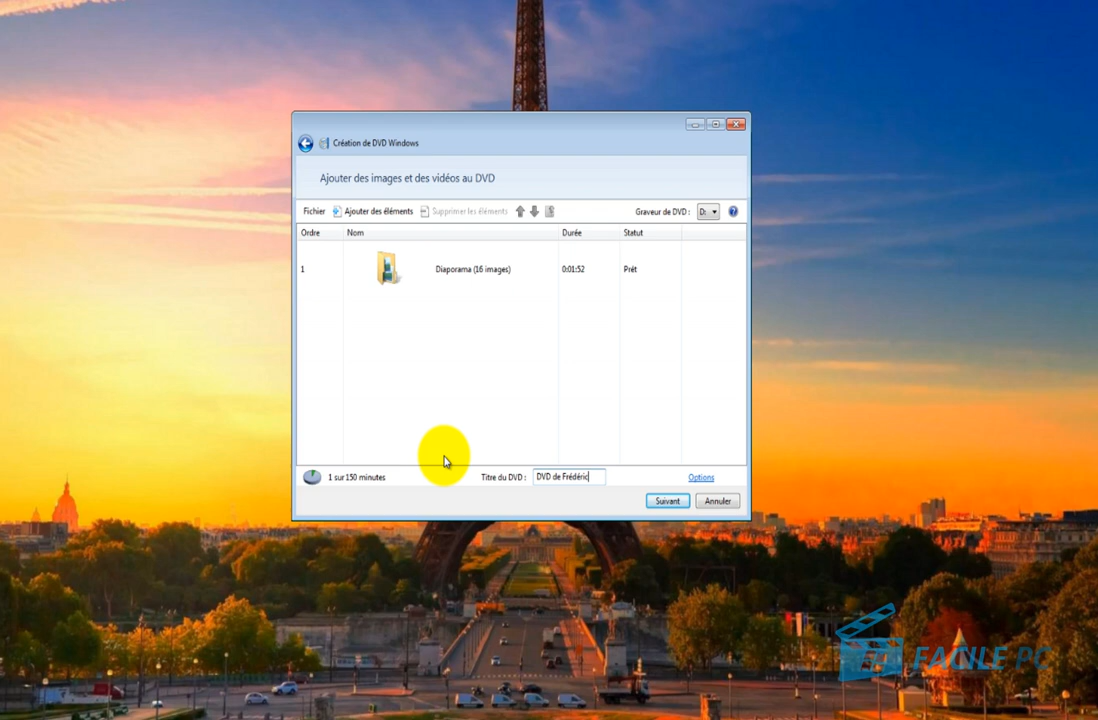 Création de DVD Windows
Ajouter des images et des vidéos au DVD
Fichier Ajouter des éléments Supprimer les éléments Graveur de DVD : D:
Ordre Nom Durée Statut
1 Diaporama (16 images) 0:01:52 Prêt
1 sur 150 minutes Titre du DVD : DVD de Frédéric Options
Suivant Annuler
FACILE PC